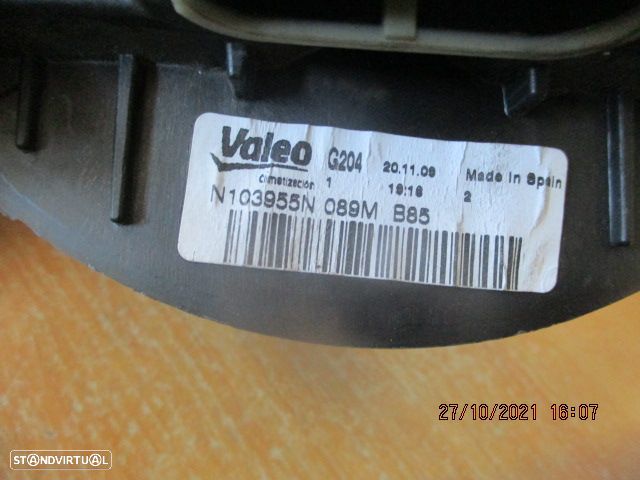 Valeo G204 20.11.09 Made In Spain
Climatizacion 1 19:16 2
N103955N 089M B85
27/10/2021 16:07
STANDVIRTUAL